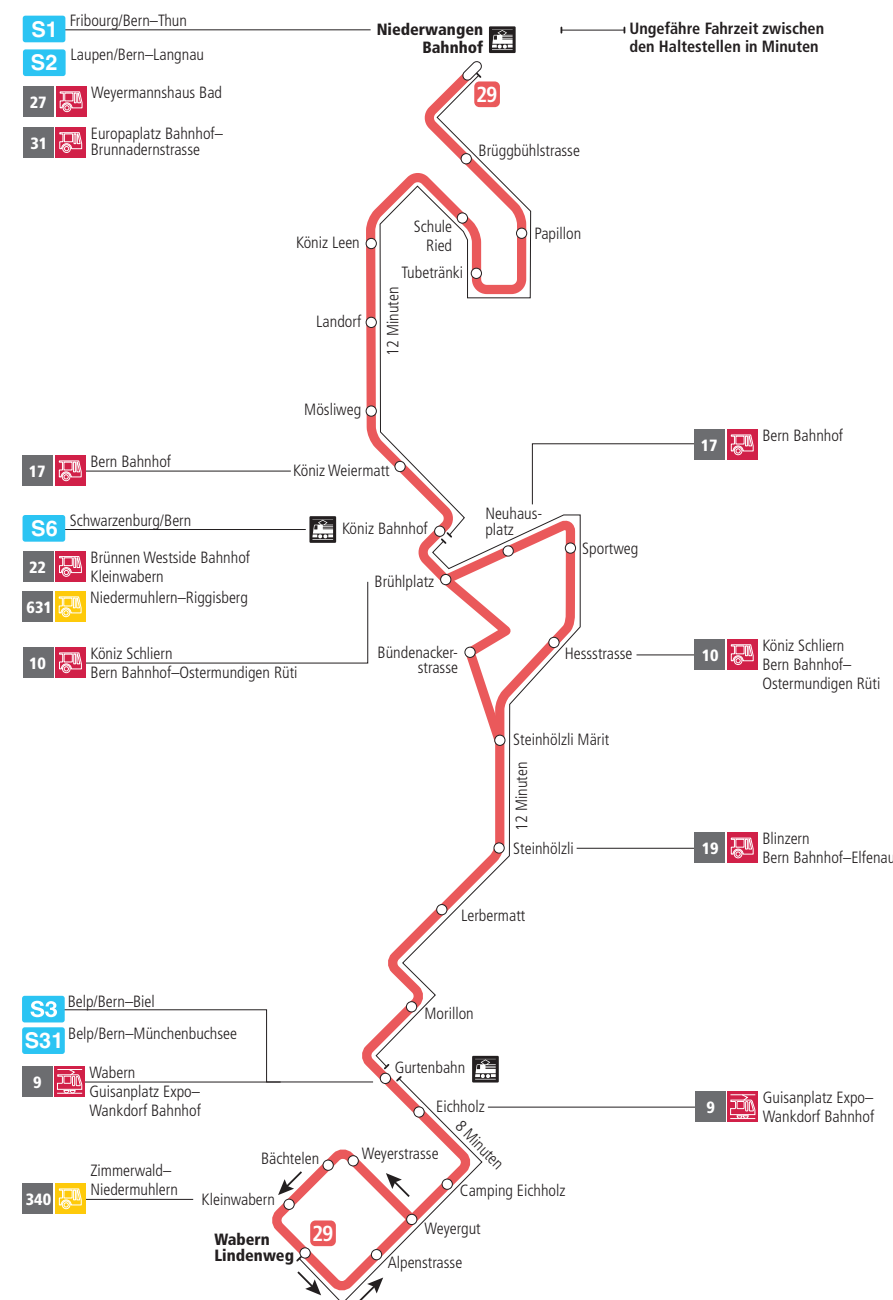 S1 Fribourg/Bern–Thun
S2 Laupen/Bern–Langnau
27 Weyermannshaus Bad
31 Europaplatz Bahnhof–
Brunnadernstrasse
Niederwangen
Bahnhof
Ungefähre Fahrzeit zwischen
den Haltestellen in Minuten
29
Brüggbühlstrasse
Papillon
Schule
Ried
Tubetränki
Köniz Leen
12 Minuten
Landorf
Mösliweg
17 Bern Bahnhof
Köniz Weiermatt
17 Bern Bahnhof
S6 Schwarzenburg/Bern
Köniz Bahnhof
Neuhaus-
platz
Sportweg
22 Brünnen Westside Bahnhof
Kleinwabern
631 Niedermuhlern–Riggisberg
Brühlplatz
10 Köniz Schliern
Bern Bahnhof–Ostermundigen Rüti
Bündenacker-
strasse
Hessstrasse
10 Köniz Schliern
Bern Bahnhof–
Ostermundigen Rüti
Steinhölzli Märit
12 Minuten
Steinhölzli
19 Blinzern
Bern Bahnhof–Elfenau
Lerbermatt
S3 Belp/Bern–Biel
S31 Belp/Bern–Münchenbuchsee
Morillon
9 Wabern
Guisanplatz Expo–
Wankdorf Bahnhof
Gurtenbahn
Eichholz
9 Guisanplatz Expo–
Wankdorf Bahnhof
8 Minuten
Bächtelen
Weyerstrasse
Camping Eichholz
340 Zimmerwald–
Niedermuhlern
Kleinwabern
Weyergut
29
Wabern
Lindenweg
Alpenstrasse